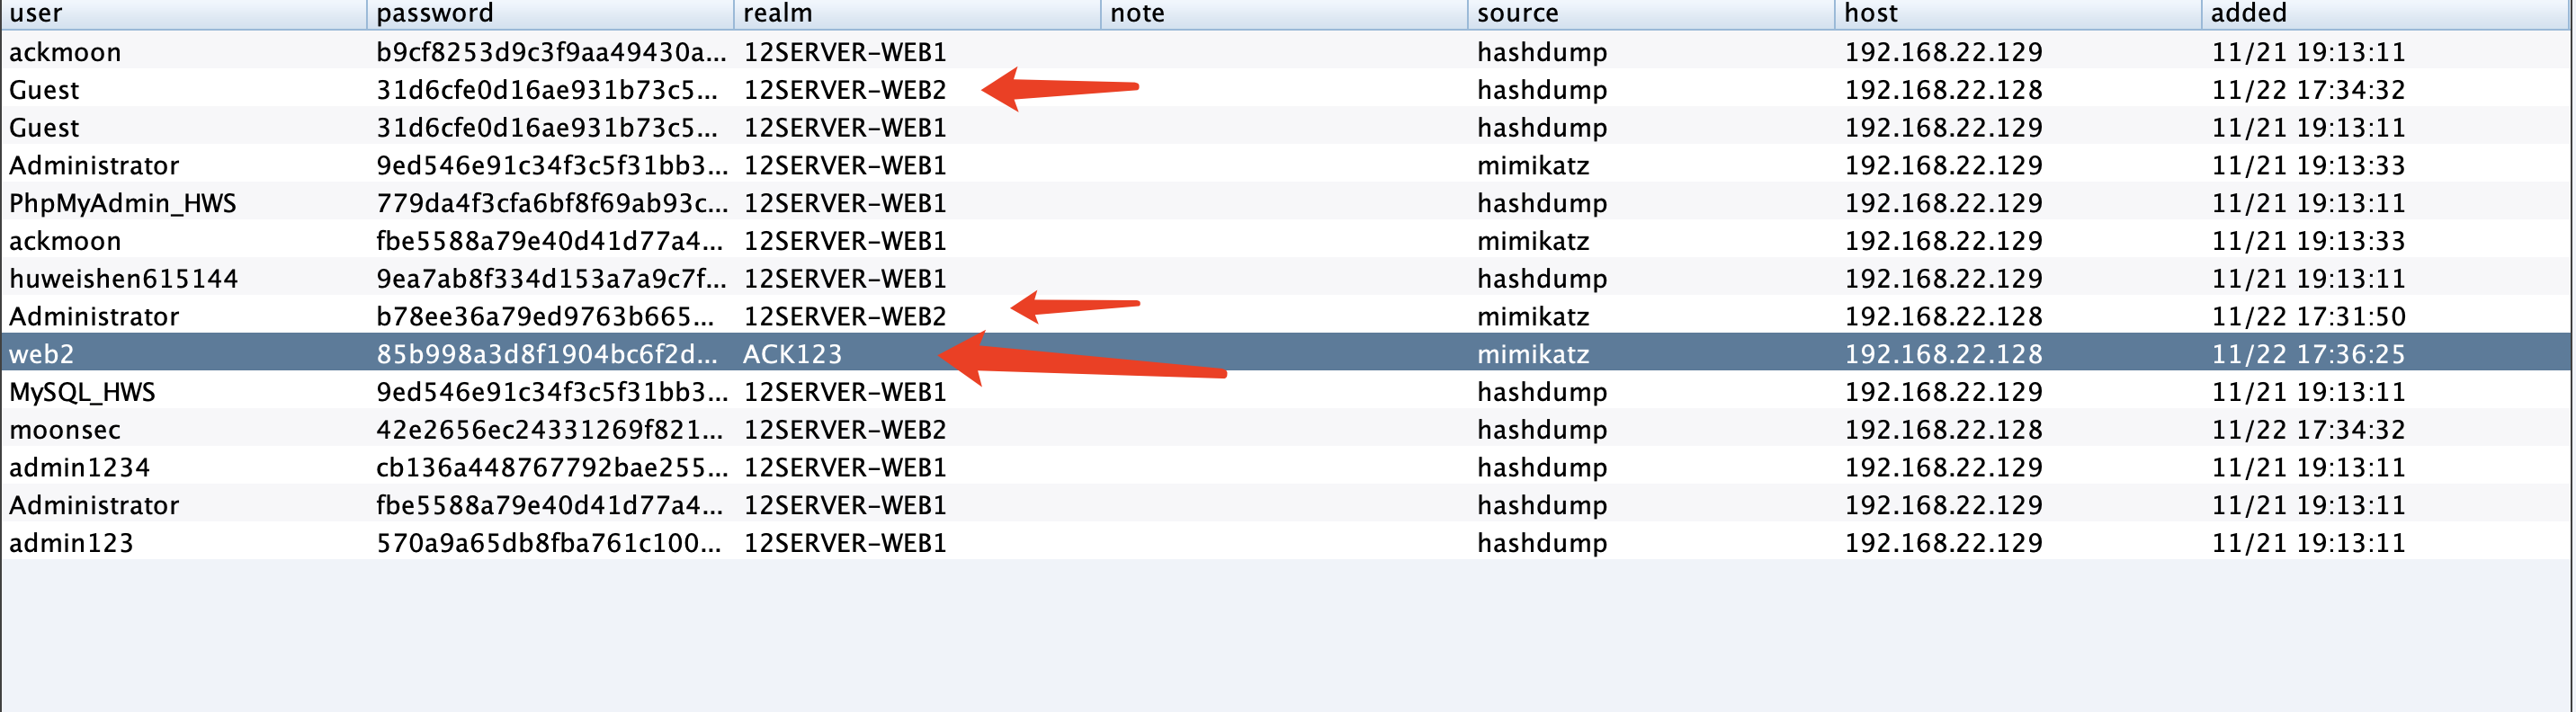 user password realm note source host added
ackmoon b9cf8253d9c3f9aa49430a... 12SERVER-WEB1 hashdump 192.168.22.129 11/21 19:13:11
Guest 31d6cfe0d16ae931b73c5... 12SERVER-WEB2 hashdump 192.168.22.128 11/22 17:34:32
Guest 31d6cfe0d16ae931b73c5... 12SERVER-WEB1 hashdump 192.168.22.129 11/21 19:13:11
Administrator 9ed546e91c34f3c5f31bb3... 12SERVER-WEB1 mimikatz 192.168.22.129 11/21 19:13:33
PhpMyAdmin_HWS 779da4f3cfa6bf8f69ab93c... 12SERVER-WEB1 hashdump 192.168.22.129 11/21 19:13:11
ackmoon fbe5588a79e40d41d77a4... 12SERVER-WEB1 mimikatz 192.168.22.129 11/21 19:13:33
huweishen615144 9ea7ab8f334d153a7a9c7f... 12SERVER-WEB1 hashdump 192.168.22.129 11/21 19:13:11
Administrator b78ee36a79ed9763b665... 12SERVER-WEB2 mimikatz 192.168.22.128 11/22 17:31:50
web2 85b998a3d8f1904bc6f2d... ACK123 mimikatz 192.168.22.128 11/22 17:36:25
MySQL_HWS 9ed546e91c34f3c5f31bb3... 12SERVER-WEB1 hashdump 192.168.22.129 11/21 19:13:11
moonsec 42e2656ec24331269f821... 12SERVER-WEB2 hashdump 192.168.22.128 11/22 17:34:32
admin1234 cb136a448767792bae255... 12SERVER-WEB1 hashdump 192.168.22.129 11/21 19:13:11
Administrator fbe5588a79e40d41d77a4... 12SERVER-WEB1 hashdump 192.168.22.129 11/21 19:13:11
admin123 570a9a65db8fba761c100... 12SERVER-WEB1 hashdump 192.168.22.129 11/21 19:13:11